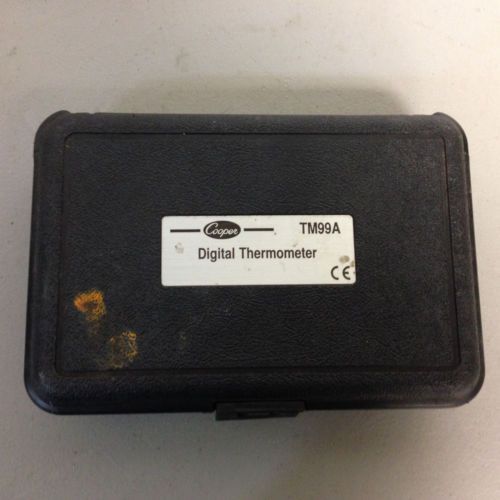 Cooper TM99A
Digital Thermometer
CE